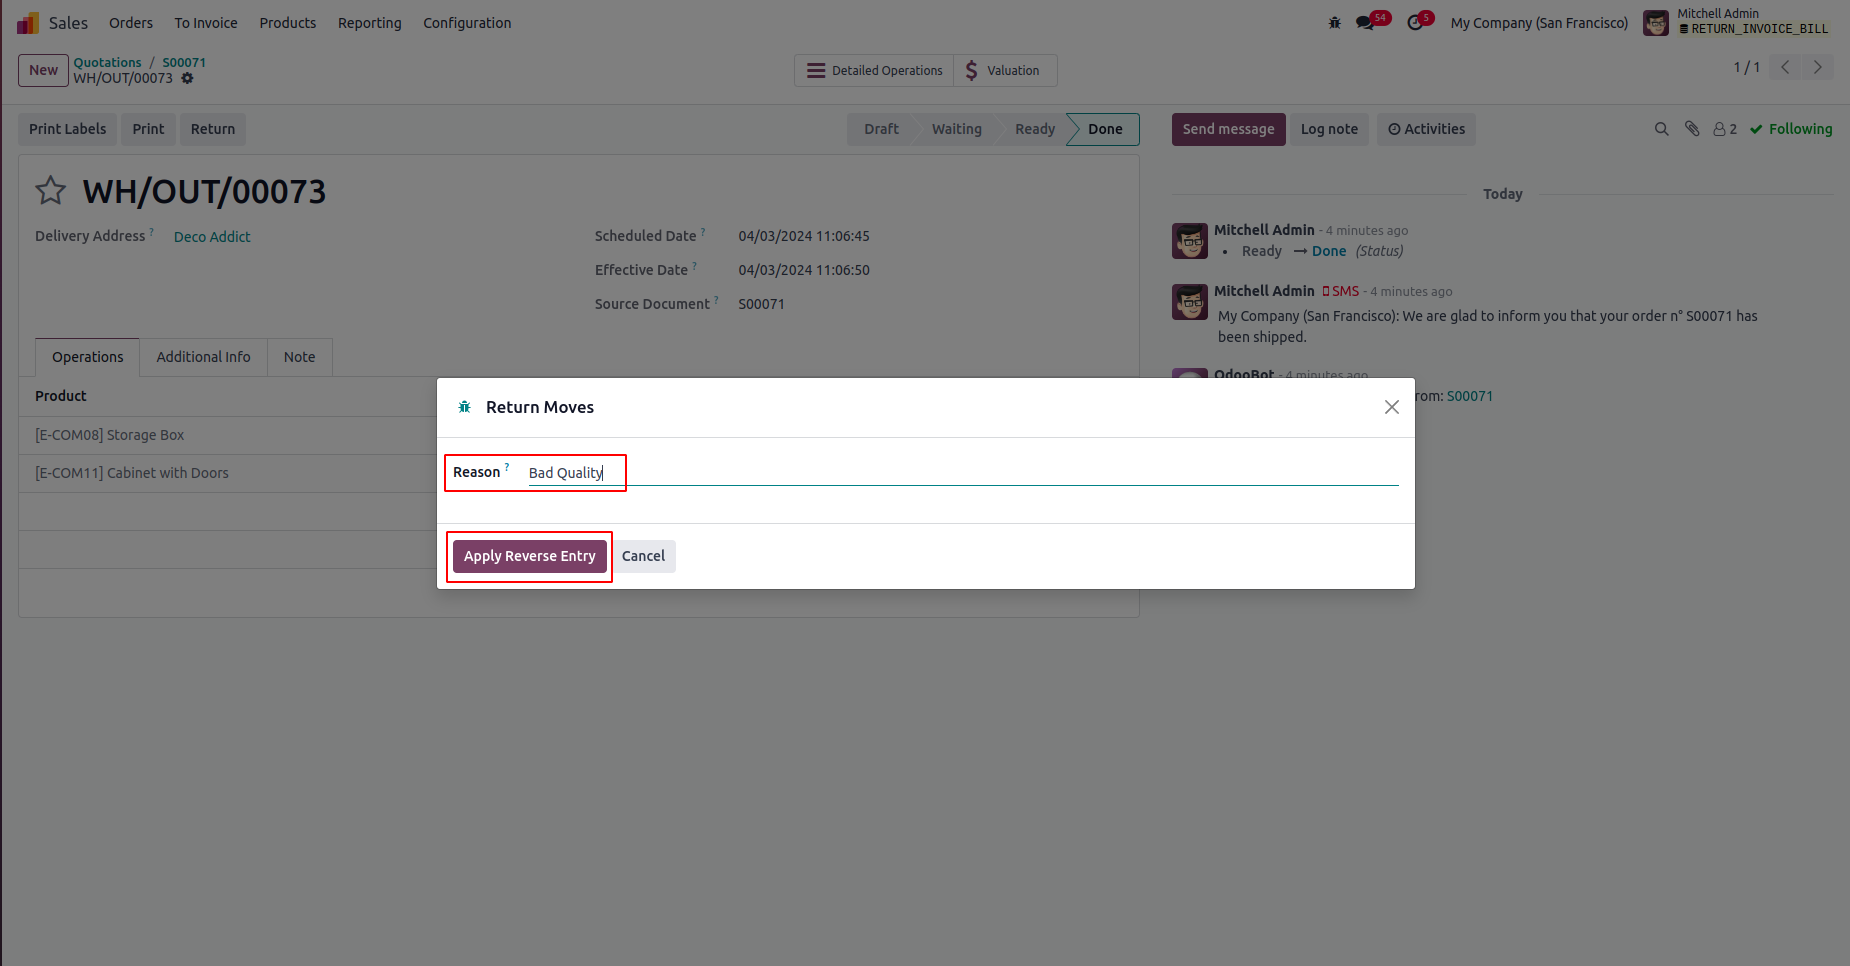 Sales Orders To Invoice Products Reporting Configuration 54 5 My Company (San Francisco) Mitchell Admin
RETURN_INVOICE_BILL
New Quotations / S00071 Detailed Operations Valuation 1 / 1
WH/OUT/00073
Print Labels Print Return Draft Waiting Ready Done Send message Log note Activities 2 Following
WH/OUT/00073 Today
Delivery Address ? Deco Addict Scheduled Date ? 04/03/2024 11:06:45 Mitchell Admin - 4 minutes ago
• Ready → Done (Status)
Effective Date ? 04/03/2024 11:06:50
Source Document ? S00071 Mitchell Admin SMS - 4 minutes ago
My Company (San Francisco): We are glad to inform you that your order n° S00071 has
been shipped.
Operations Additional Info Note
OdooBot - 4 minutes ago
Product rom: S00071
Return Moves
[E-COM08] Storage Box
[E-COM11] Cabinet with Doors
Reason ? Bad Quality
Apply Reverse Entry Cancel